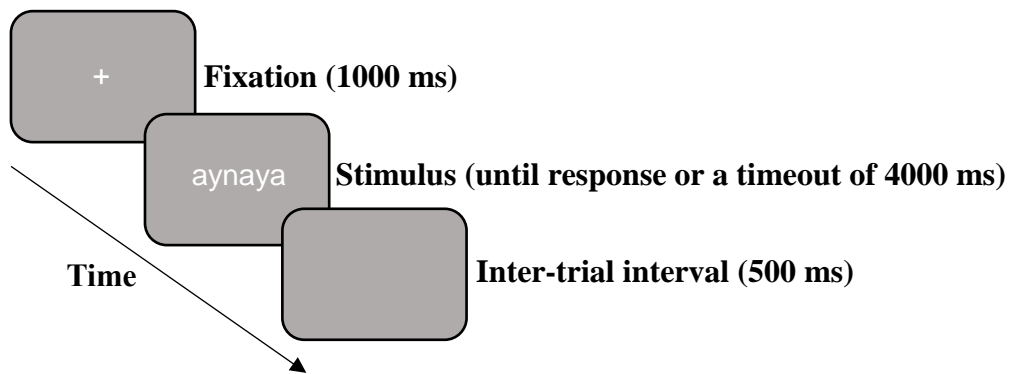 +
Fixation (1000 ms)
aynaya
Stimulus (until response or a timeout of 4000 ms)
Time
Inter-trial interval (500 ms)